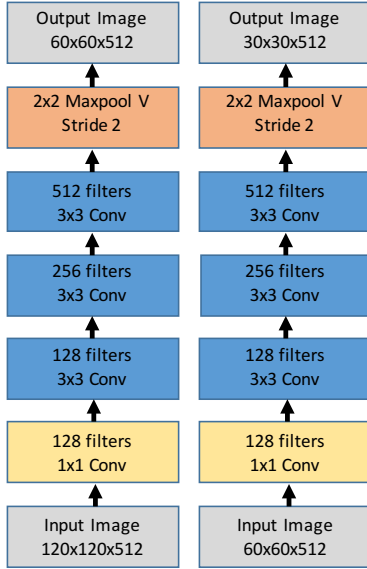 Output Image
60x60x512
2x2 Maxpool V
Stride 2
512 filters
3x3 Conv
256 filters
3x3 Conv
128 filters
3x3 Conv
128 filters
1x1 Conv
Input Image
120x120x512
Output Image
30x30x512
2x2 Maxpool V
Stride 2
512 filters
3x3 Conv
256 filters
3x3 Conv
128 filters
3x3 Conv
128 filters
1x1 Conv
Input Image
60x60x512